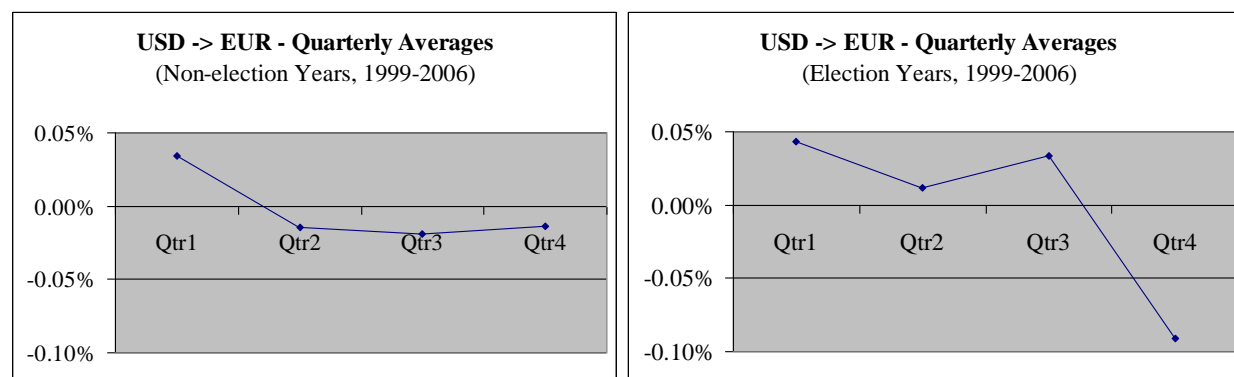 USD -> EUR - Quarterly Averages
(Non-election Years, 1999-2006)
0.05%
0.00%
Qtr1 Qtr2 Qtr3 Qtr4
-0.05%
-0.10%
USD -> EUR - Quarterly Averages
(Election Years, 1999-2006)
0.05%
0.00%
Qtr1 Qtr2 Qtr3 Qtr4
-0.05%
-0.10%